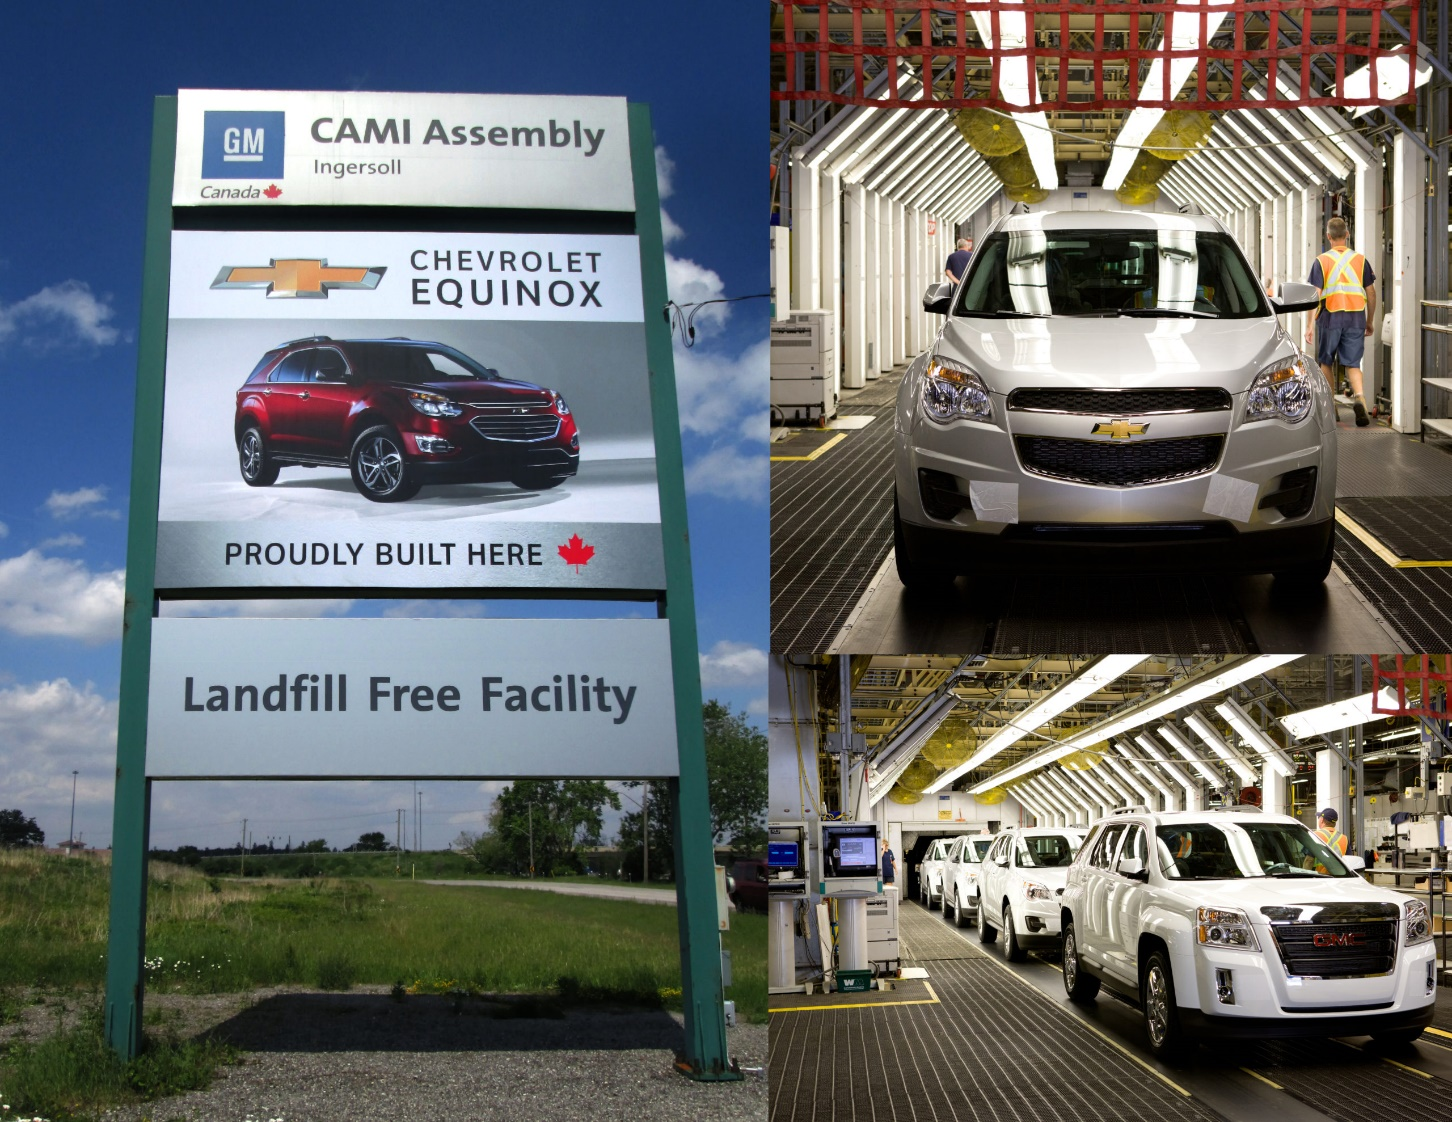 GM
Canada
CAMI Assembly
Ingersoll
CHEVROLET
EQUINOX
PROUDLY BUILT HERE
Landfill Free Facility
GMC
W